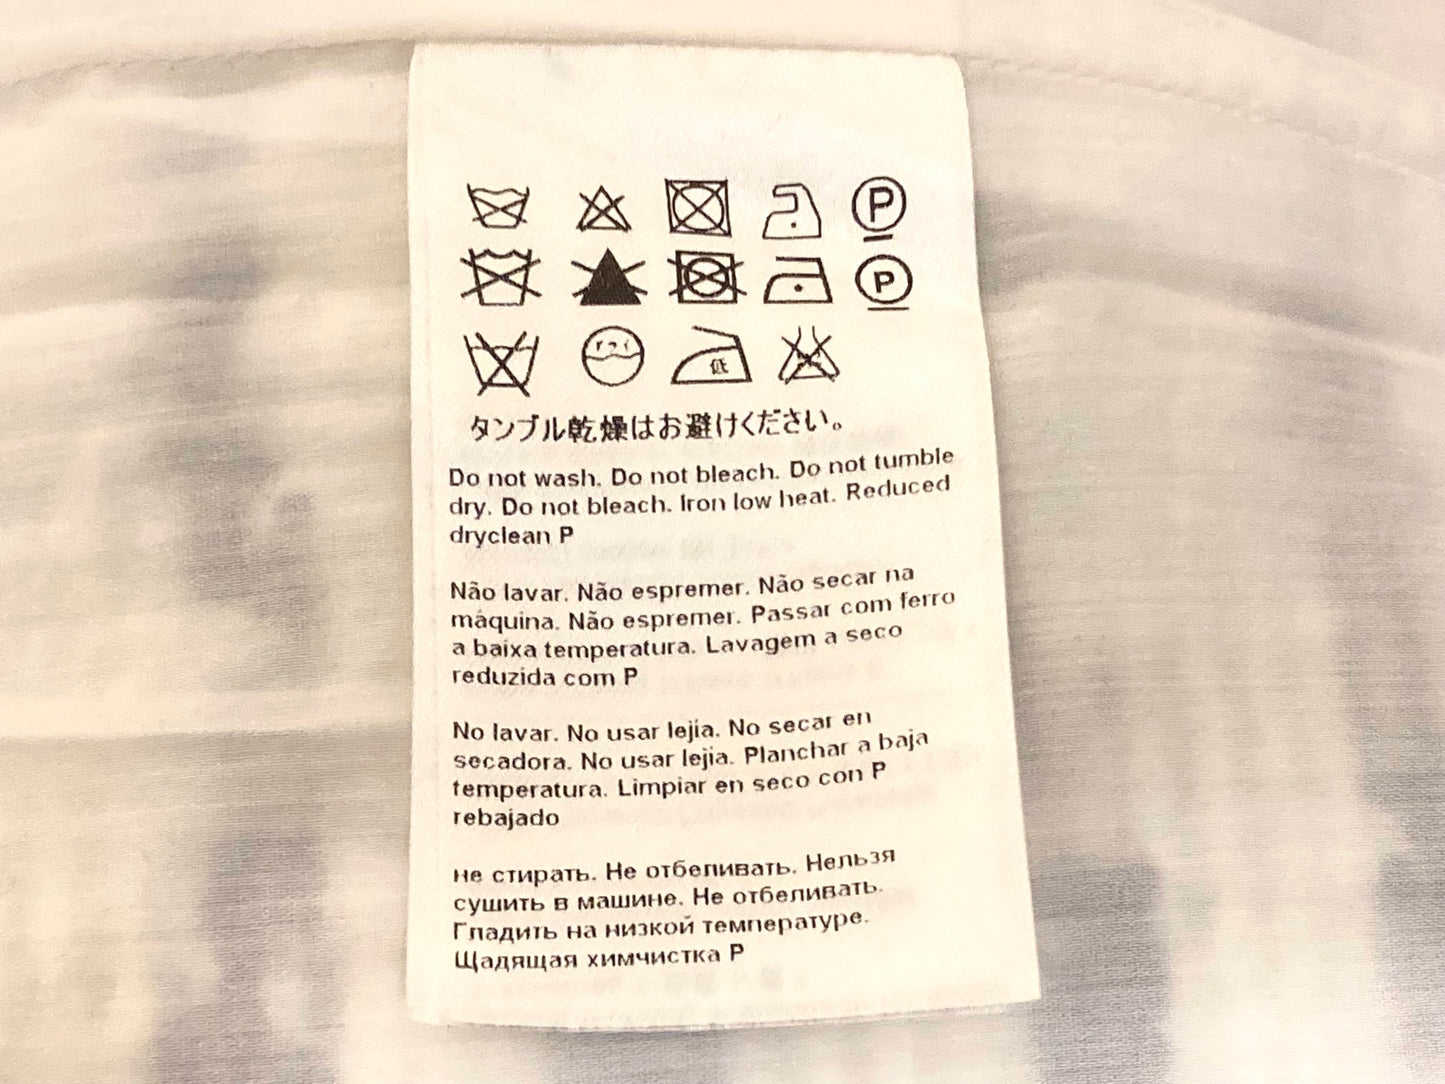 P
P
低
タンブル乾燥はお避けください。
Do not wash. Do not bleach. Do not tumble
dry. Do not bleach. Iron low heat. Reduced
dryclean P
Não lavar. Não espremer. Não secar na
máquina. Não espremer. Passar com ferro
a baixa temperatura. Lavagem a seco
reduzida com P
No lavar. No usar lejía. No secar en
secadora. No usar lejia. Planchar a baja
temperatura. Limpiar en seco con P
rebajado
не стирать. Не отбеливать. Нельзя
сушить в машине. Не отбеливать.
Гладить на низкой температуре.
Щадящая химчистка P